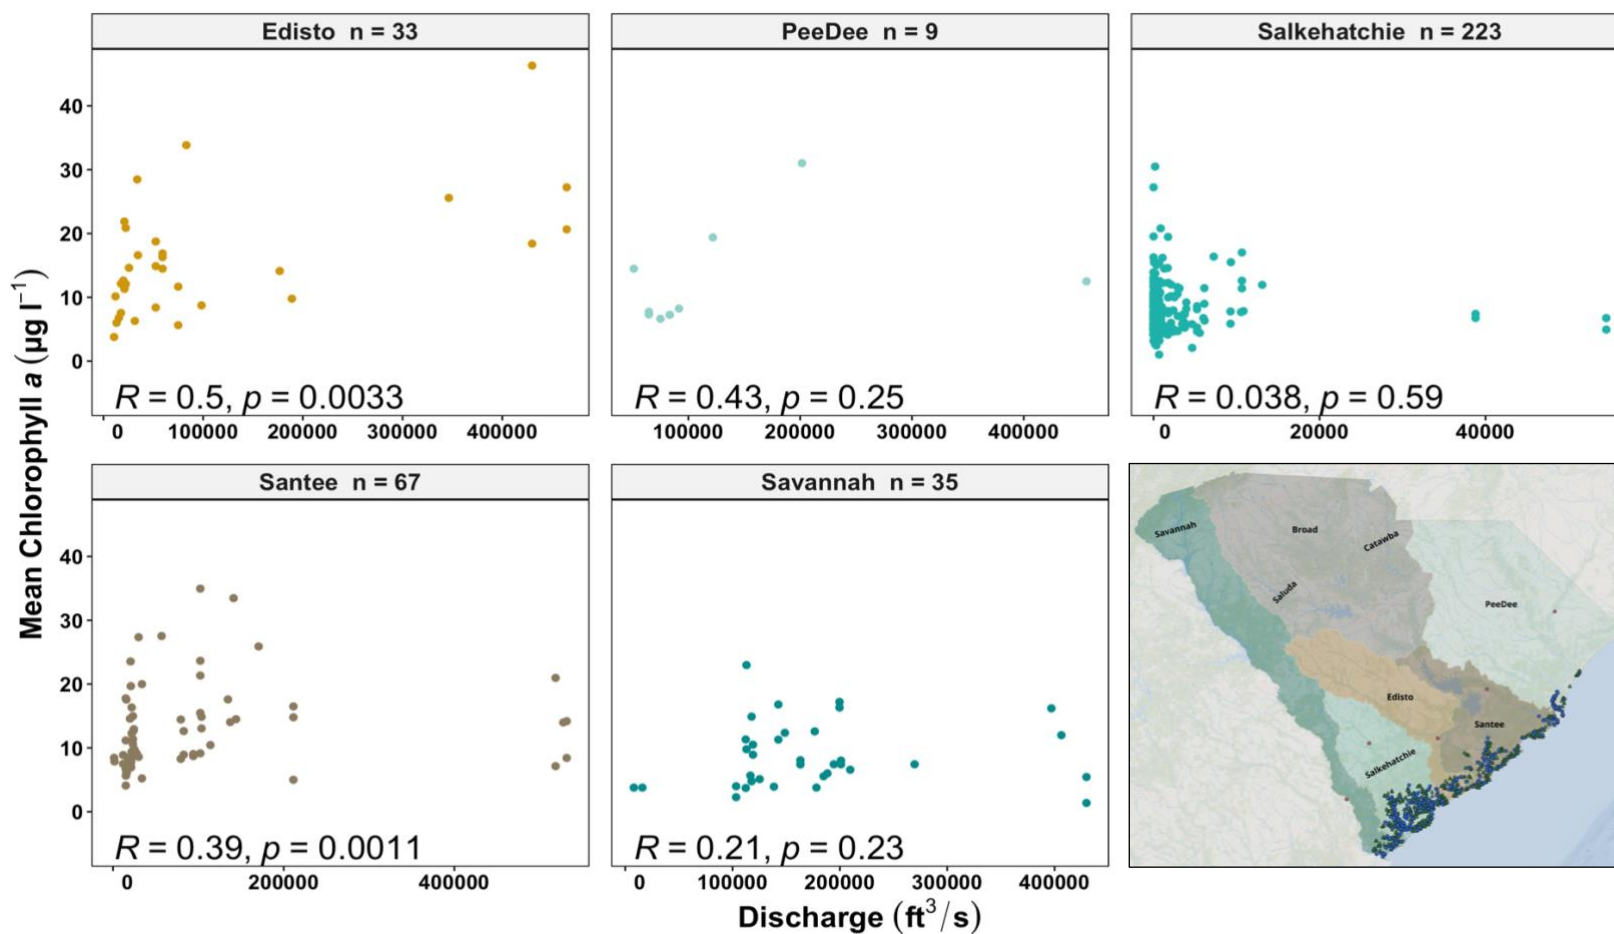 Edisto n = 33
PeeDee n = 9
Salkehatchie n = 223
Mean Chlorophyll a (µg l⁻¹)
40
30
20
10
0
R = 0.5, p = 0.0033
R = 0.43, p = 0.25
R = 0.038, p = 0.59
0 100000 200000 300000 400000
100000 200000 300000 400000
0 20000 40000
Santee n = 67
Savannah n = 35
40
30
20
10
0
R = 0.39, p = 0.0011
R = 0.21, p = 0.23
0 200000 400000
0 100000 200000 300000 400000
Discharge (ft³/s)
Savannah
Broad
Catawba
Saluda
PeeDee
Edisto
Santee
Salkehatchie